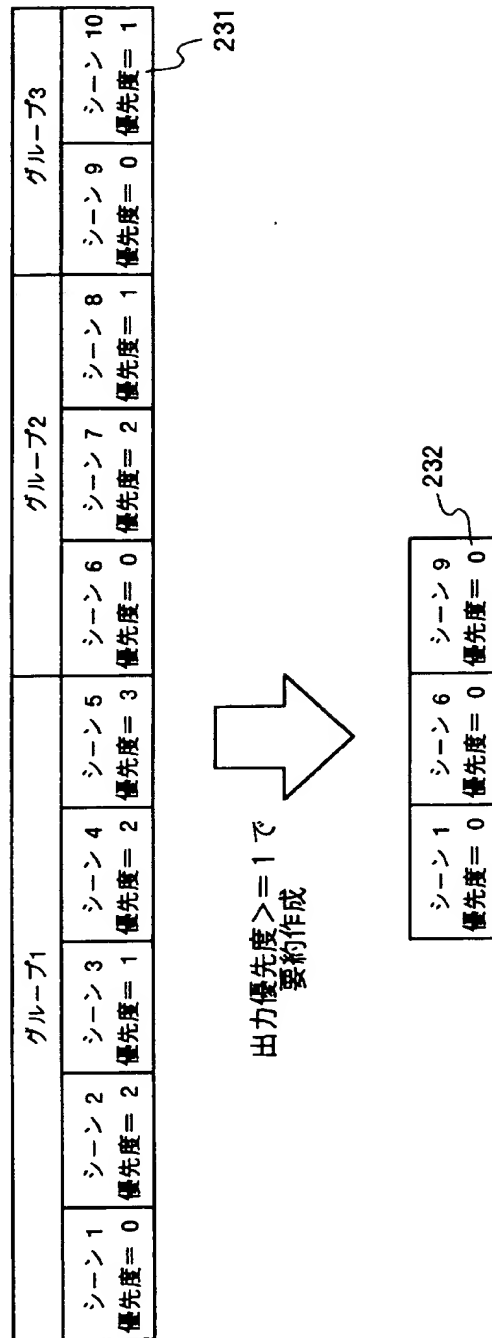 グループ1
グループ2
グループ3
シーン 1
優先度= 0
シーン 2
優先度= 2
シーン 3
優先度= 1
シーン 4
優先度= 2
シーン 5
優先度= 3
シーン 6
優先度= 0
シーン 7
優先度= 2
シーン 8
優先度= 1
シーン 9
優先度= 0
シーン 10
優先度= 1
231
出力優先度>=1で
要約作成
シーン 1
優先度= 0
シーン 6
優先度= 0
シーン 9
優先度= 0
232